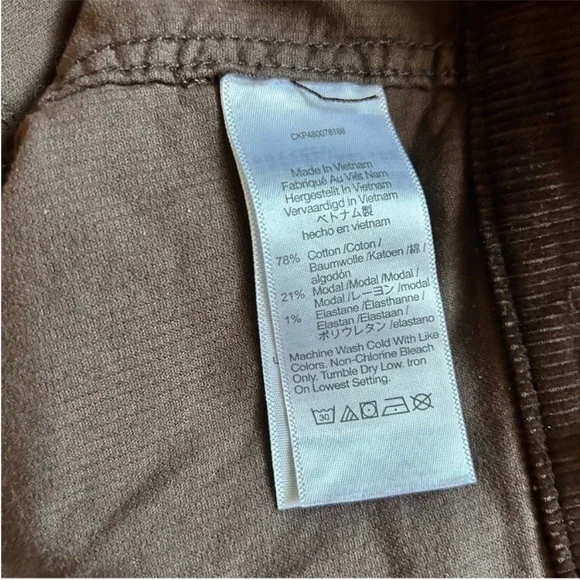 CKP480078166
Made In Vietnam
Fabriqué Au Viêt Nam
Hergestellt In Vietnam
Vervaardigd in Vietnam
ベトナム製
hecho en vietnam
78% Cotton /Coton /
Baumwolle /Katoen /綿 /
algodón
21% Modal /Modal /Modal /
Modal /レーヨン /modal
1% Elastane /Élasthanne /
Elastan /Elastaan /
ポリウレタン /elastano
Machine Wash Cold With Like
Colors. Non-Chlorine Bleach
Only. Tumble Dry Low. Iron
On Lowest Setting.
30